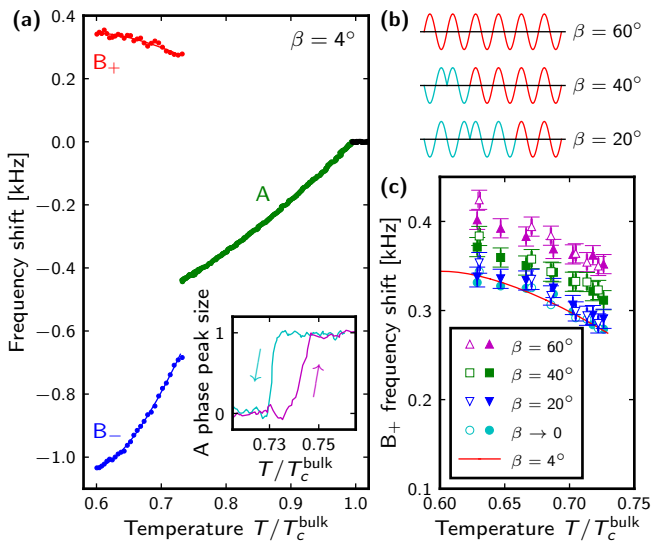 (a)
β = 4°
0.4
0.2
0.0
−0.2
−0.4
−0.6
−0.8
−1.0
Frequency shift [kHz]
B₊
A
B₋
0.6 0.7 0.8 0.9 1.0
Temperature T/T_c^bulk
A phase peak size
1
0
0.73 0.75
T/T_c^bulk
(b)
β = 60°
β = 40°
β = 20°
(c)
B₊ frequency shift [kHz]
0.4
0.3
0.2
0.1
β = 60°
β = 40°
β = 20°
β → 0
β = 4°
0.60 0.65 0.70 0.75
Temperature T/T_c^bulk